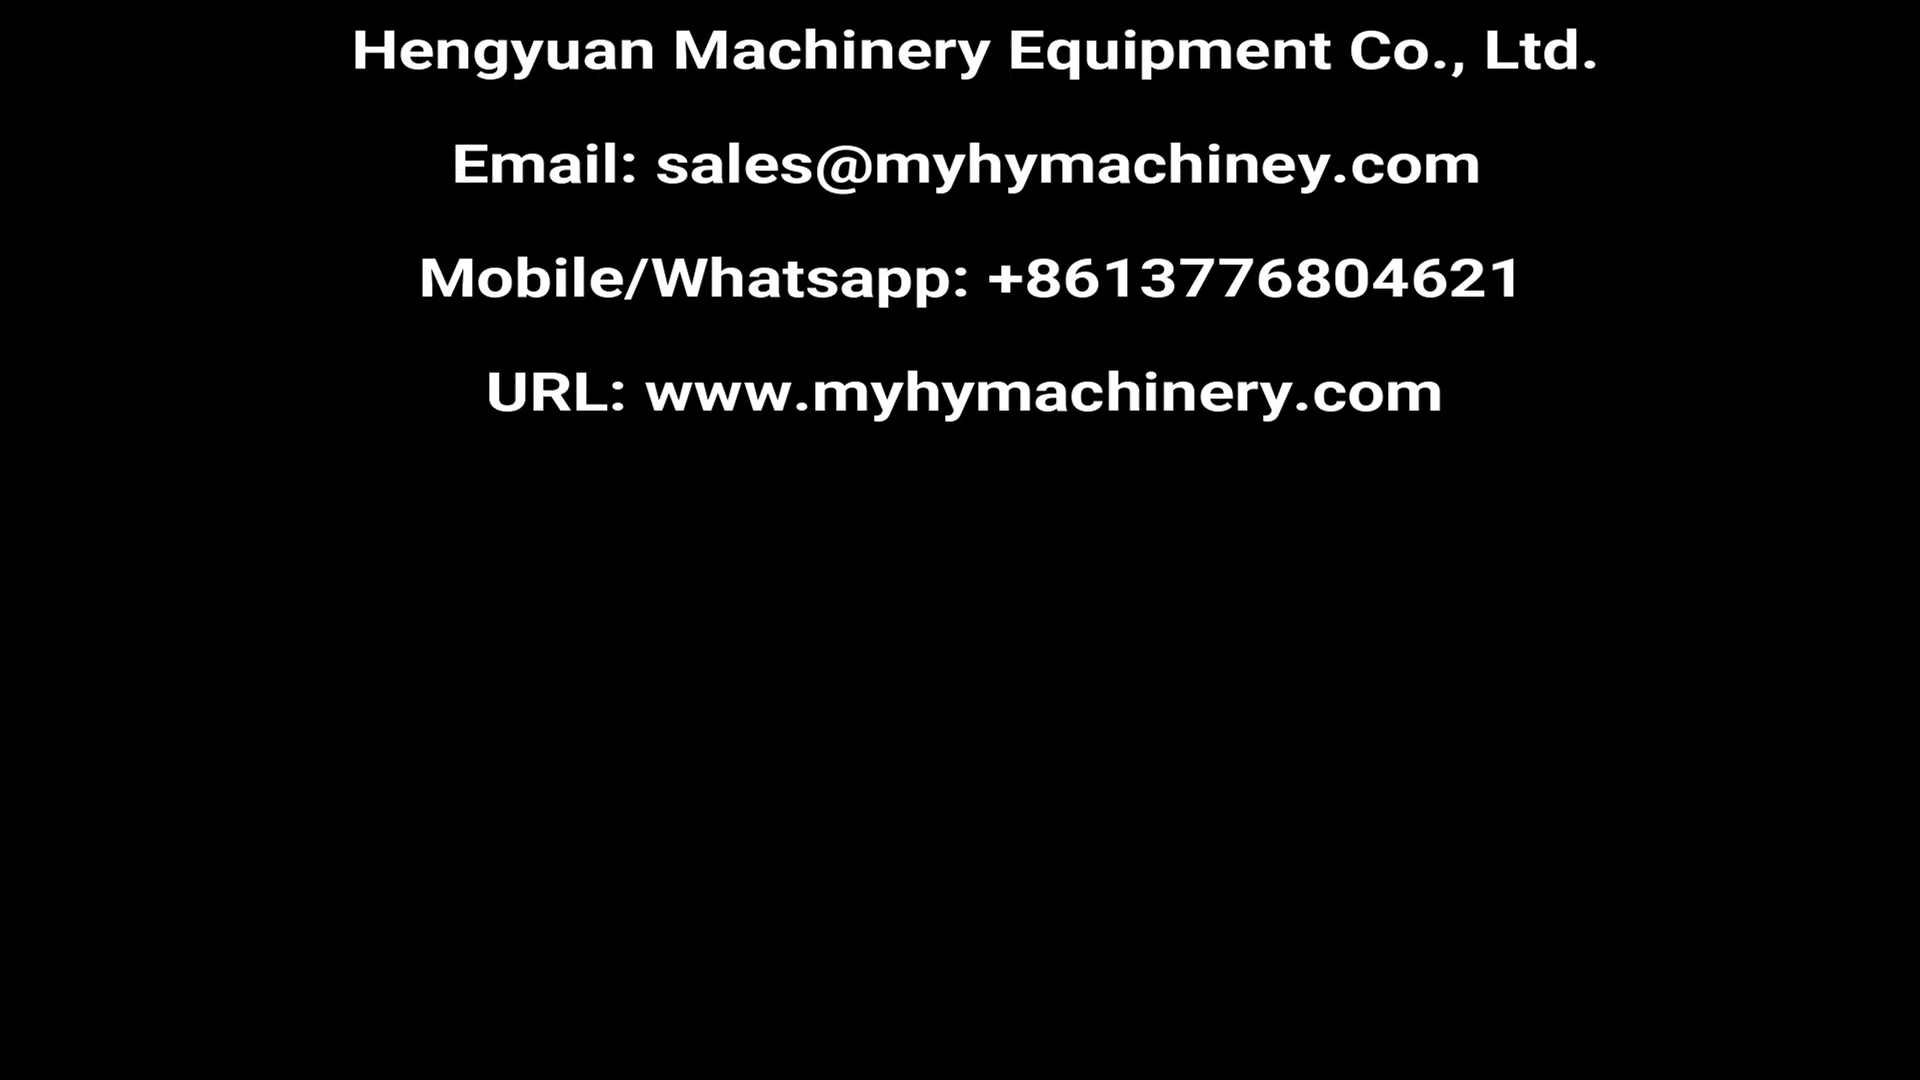 Hengyuan Machinery Equipment Co., Ltd.
Email: sales@myhymachiney.com
Mobile/Whatsapp: +8613776804621
URL: www.myhymachinery.com